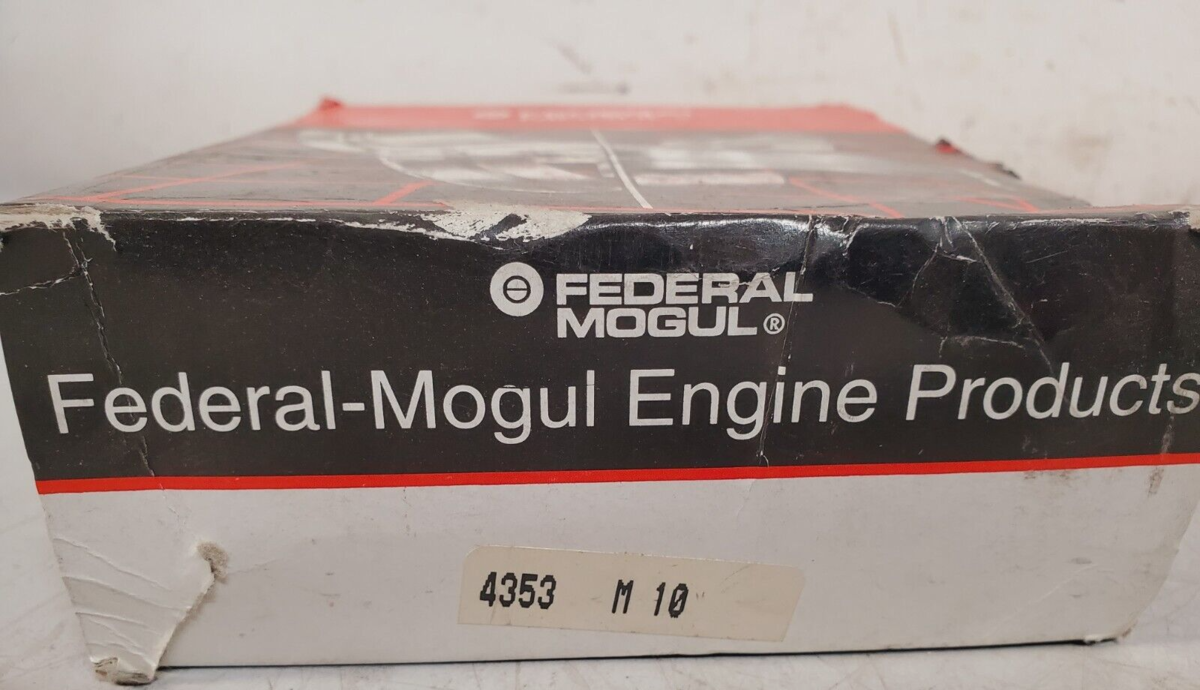 FEDERAL
MOGUL®
Federal-Mogul Engine Products
4353 M 10